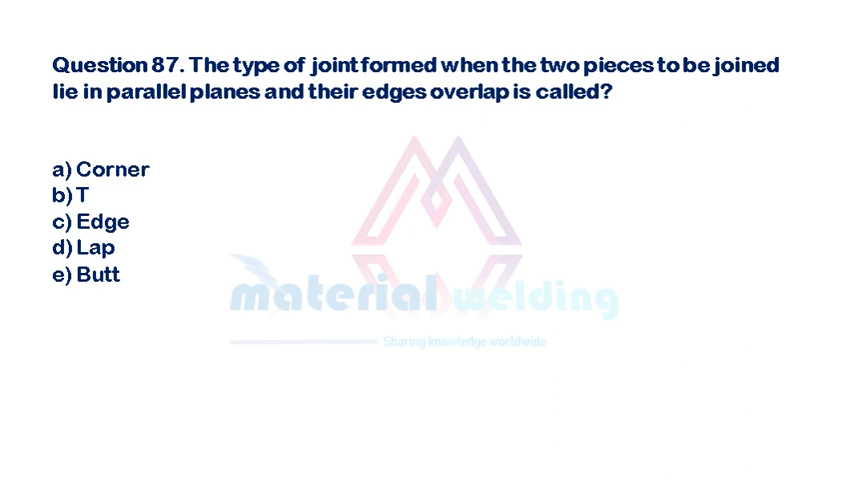 Question 87. The type of joint formed when the two pieces to be joined
lie in parallel planes and their edges overlap is called?
a) Corner
b) T
c) Edge
d) Lap
e) Butt
material welding
Sharing knowledge worldwide